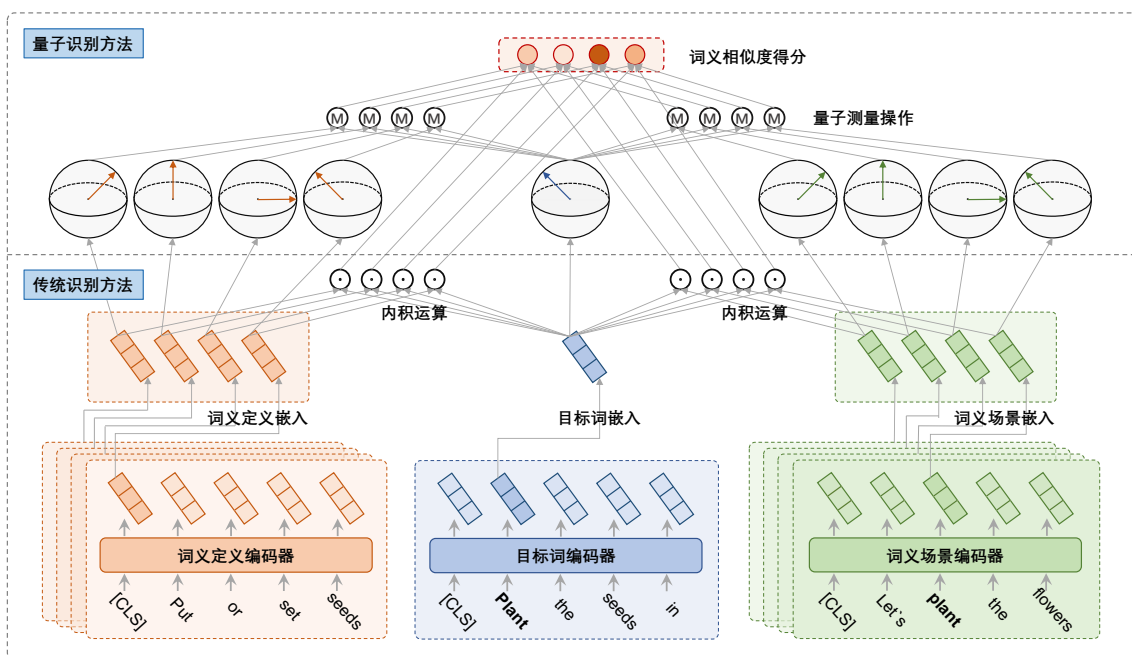 量子识别方法
词义相似度得分
M M M M M M M M
量子测量操作
传统识别方法
内积运算 内积运算
词义定义嵌入 目标词嵌入 词义场景嵌入
词义定义编码器 目标词编码器 词义场景编码器
[CLS] Put or set seeds [CLS] Plant the seeds in [CLS] Let`s plant the flowers